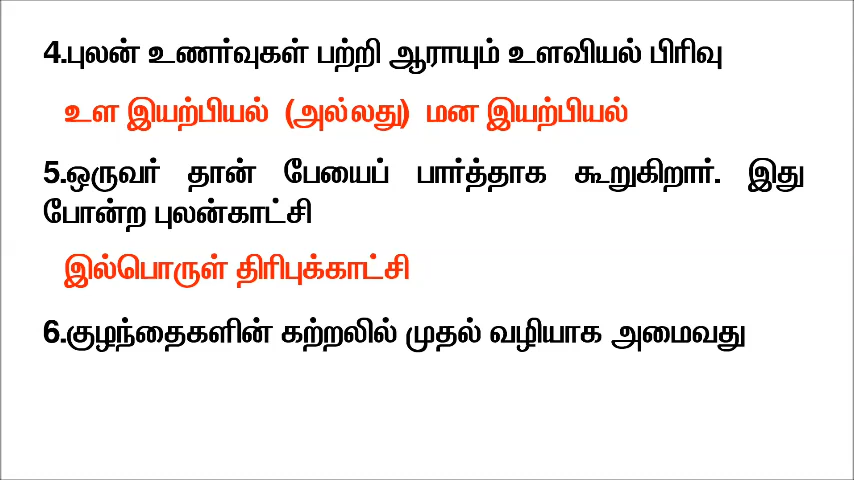 4.புலன் உணர்வுகள் பற்றி ஆராயும் உளவியல் பிரிவு
உள இயற்பியல் (அல்லது) மன இயற்பியல்
5.ஒருவர் தான் பேயைப் பார்த்தாக கூறுகிறார். இது
போன்ற புலன்காட்சி
இல்பொருள் திரிபுக்காட்சி
6.குழந்தைகளின் கற்றலில் முதல் வழியாக அமைவது